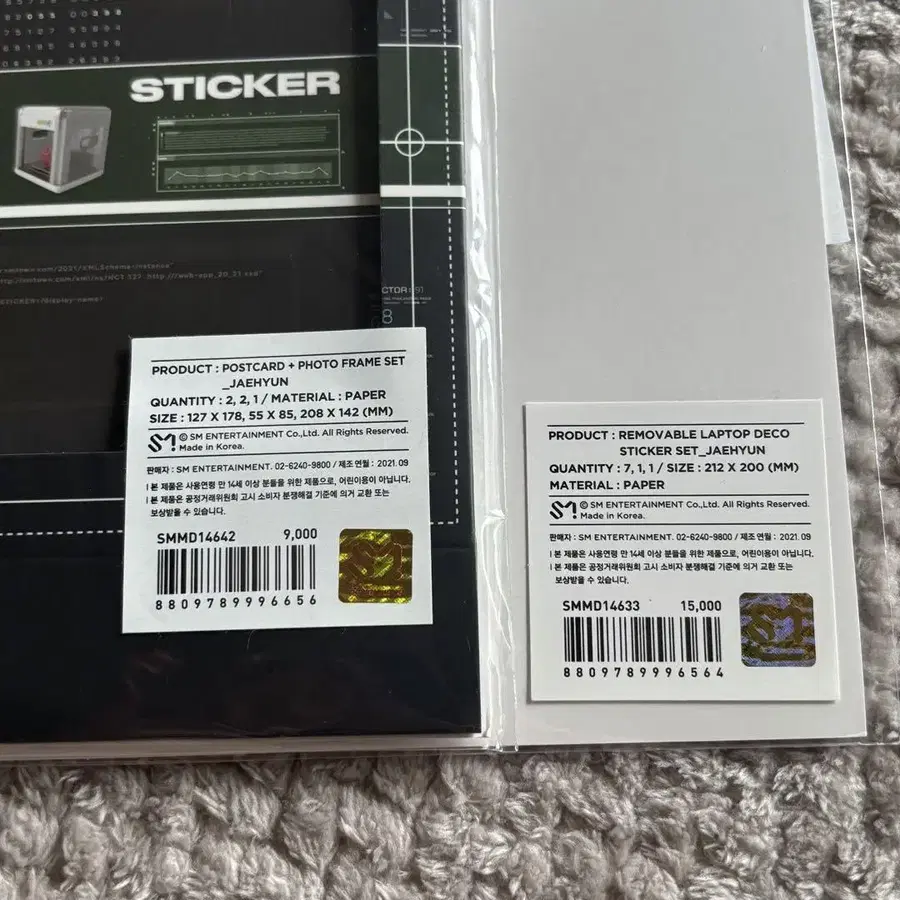 STICKER
PRODUCT : POSTCARD + PHOTO FRAME SET
_JAEHYUN
QUANTITY : 2, 2, 1 / MATERIAL : PAPER
SIZE : 127 X 178, 55 X 85, 208 X 142 (MM)
SM!
© SM ENTERTAINMENT Co.,Ltd. All Rights Reserved.
Made in Korea.
판매자 : SM ENTERTAINMENT. 02-6240-9800 / 제조 연월 : 2021. 09
l 본 제품은 사용연령 만 14세 이상 분들을 위한 제품으로, 어린이용이 아닙니다.
l 본 제품은 공정거래위원회 고시 소비자 분쟁해결 기준에 의거 교환 또는
보상받을 수 있습니다.
SMMD14642 9,000
8809789996656
PRODUCT : REMOVABLE LAPTOP DECO
STICKER SET_JAEHYUN
QUANTITY : 7, 1, 1 / SIZE : 212 X 200 (MM)
MATERIAL : PAPER
SM!
© SM ENTERTAINMENT Co.,Ltd. All Rights Reserved.
Made in Korea.
판매자 : SM ENTERTAINMENT. 02-6240-9800 / 제조 연월 : 2021. 09
l 본 제품은 사용연령 만 14세 이상 분들을 위한 제품으로, 어린이용이 아닙니다.
l 본 제품은 공정거래위원회 고시 소비자 분쟁해결 기준에 의거 교환 또는
보상받을 수 있습니다.
SMMD14633 15,000
8809789996564